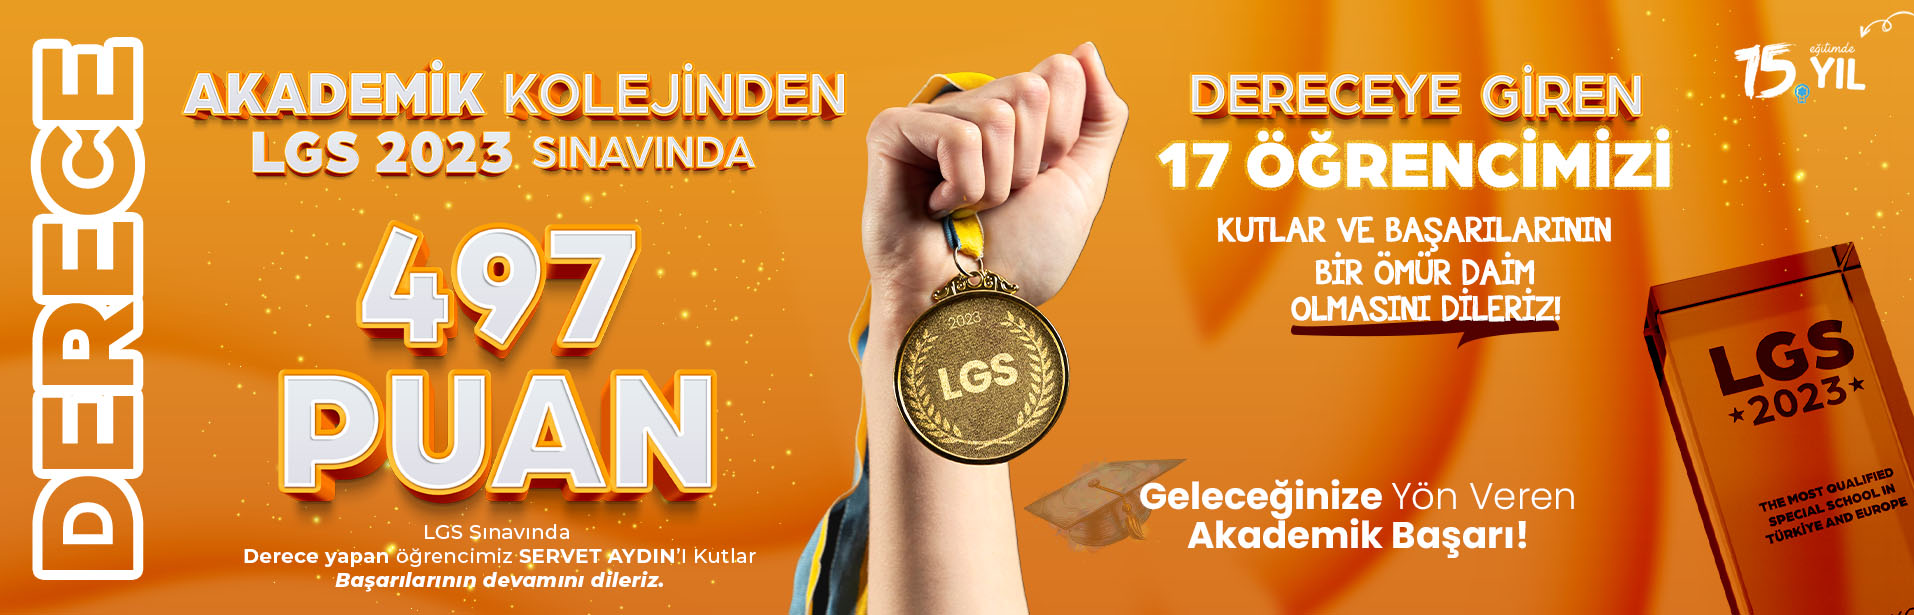 DERECE
AKADEMİK KOLEJİNDEN
LGS 2023 SINAVINDA
497
PUAN
LGS Sınavında
Derece yapan öğrencimiz SERVET AYDIN'I Kutlar
Başarılarının devamını dileriz.
2023
LGS
DERECEYE GİREN
17 ÖĞRENCİMİZİ
KUTLAR VE BAŞARILARININ
BİR ÖMÜR DAİM
OLMASINI DİLERİZ!
Geleceğinize Yön Veren
Akademik Başarı!
eğitimde
15. YIL
LGS
★2023★
THE MOST QUALIFIED
SPECIAL SCHOOL IN
TÜRKİYE AND EUROPE